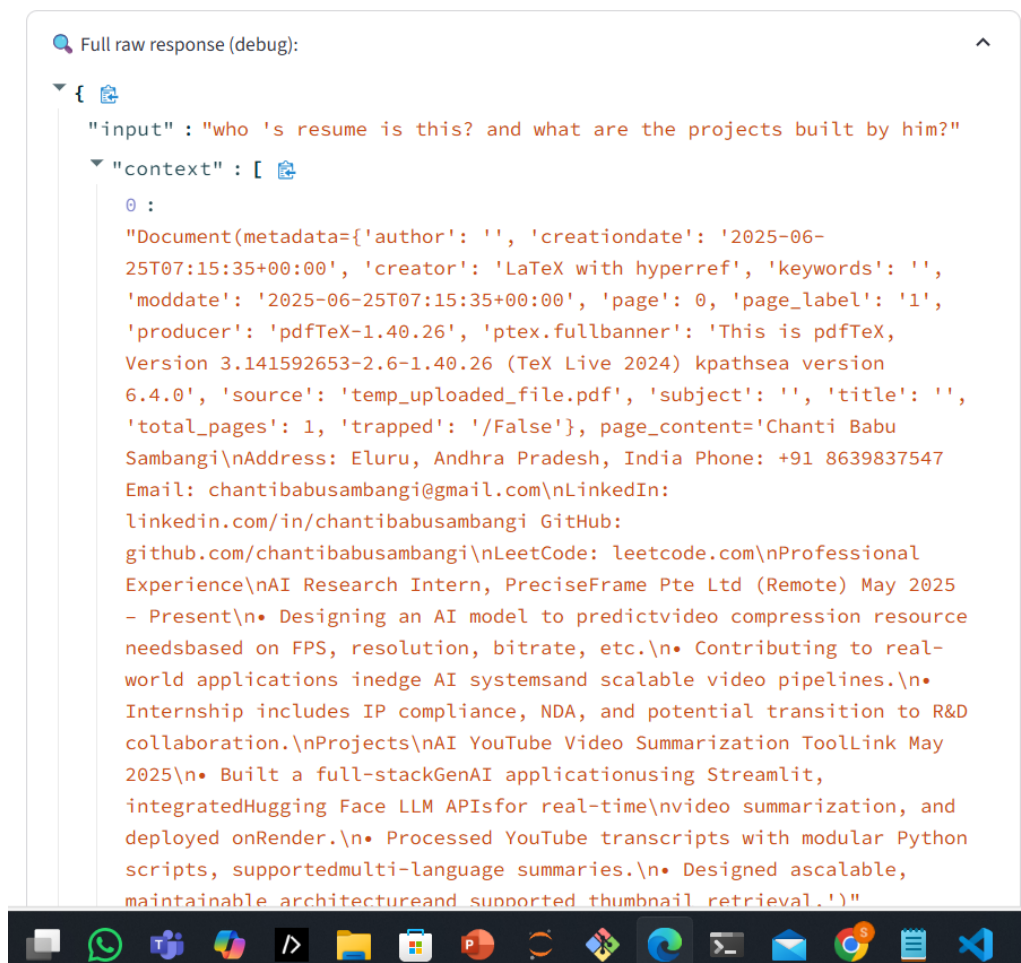 Full raw response (debug):
{
"input" : "who 's resume is this? and what are the projects built by him?"
"context" : [
0 :
"Document(metadata={'author': '', 'creationdate': '2025-06-
25T07:15:35+00:00', 'creator': 'LaTeX with hyperref', 'keywords': '',
'moddate': '2025-06-25T07:15:35+00:00', 'page': 0, 'page_label': '1',
'producer': 'pdfTeX-1.40.26', 'ptex.fullbanner': 'This is pdfTeX,
Version 3.141592653-2.6-1.40.26 (TeX Live 2024) kpathsea version
6.4.0', 'source': 'temp_uploaded_file.pdf', 'subject': '', 'title': '',
'total_pages': 1, 'trapped': '/False'}, page_content='Chanti Babu
Sambangi\nAddress: Eluru, Andhra Pradesh, India Phone: +91 8639837547
Email: chantibabusambangi@gmail.com\nLinkedIn:
linkedin.com/in/chantibabusambangi GitHub:
github.com/chantibabusambangi\nLeetCode: leetcode.com\nProfessional
Experience\nAI Research Intern, PreciseFrame Pte Ltd (Remote) May 2025
– Present\n• Designing an AI model to predictvideo compression resource
needsbased on FPS, resolution, bitrate, etc.\n• Contributing to real-
world applications inedge AI systemsand scalable video pipelines.\n•
Internship includes IP compliance, NDA, and potential transition to R&D
collaboration.\nProjects\nAI YouTube Video Summarization ToolLink May
2025\n• Built a full-stackGenAI applicationusing Streamlit,
integratedHugging Face LLM APIsfor real-time\nvideo summarization, and
deployed onRender.\n• Processed YouTube transcripts with modular Python
scripts, supportedmulti-language summaries.\n• Designed ascalable,
maintainable architectureand supported thumbnail retrieval.')"